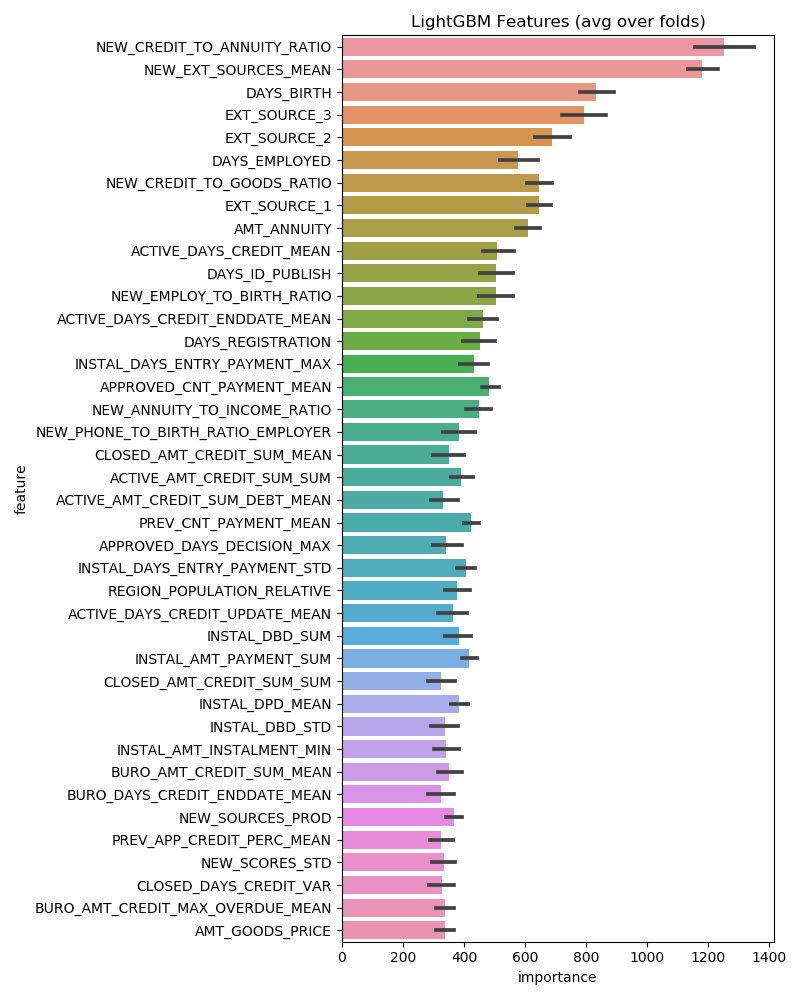 LightGBM Features (avg over folds)
NEW_CREDIT_TO_ANNUITY_RATIO
NEW_EXT_SOURCES_MEAN
DAYS_BIRTH
EXT_SOURCE_3
EXT_SOURCE_2
DAYS_EMPLOYED
NEW_CREDIT_TO_GOODS_RATIO
EXT_SOURCE_1
AMT_ANNUITY
ACTIVE_DAYS_CREDIT_MEAN
DAYS_ID_PUBLISH
NEW_EMPLOY_TO_BIRTH_RATIO
ACTIVE_DAYS_CREDIT_ENDDATE_MEAN
DAYS_REGISTRATION
INSTAL_DAYS_ENTRY_PAYMENT_MAX
APPROVED_CNT_PAYMENT_MEAN
NEW_ANNUITY_TO_INCOME_RATIO
NEW_PHONE_TO_BIRTH_RATIO_EMPLOYER
CLOSED_AMT_CREDIT_SUM_MEAN
ACTIVE_AMT_CREDIT_SUM_SUM
ACTIVE_AMT_CREDIT_SUM_DEBT_MEAN
PREV_CNT_PAYMENT_MEAN
APPROVED_DAYS_DECISION_MAX
INSTAL_DAYS_ENTRY_PAYMENT_STD
REGION_POPULATION_RELATIVE
ACTIVE_DAYS_CREDIT_UPDATE_MEAN
INSTAL_DBD_SUM
INSTAL_AMT_PAYMENT_SUM
CLOSED_AMT_CREDIT_SUM_SUM
INSTAL_DPD_MEAN
INSTAL_DBD_STD
INSTAL_AMT_INSTALMENT_MIN
BURO_AMT_CREDIT_SUM_MEAN
BURO_DAYS_CREDIT_ENDDATE_MEAN
NEW_SOURCES_PROD
PREV_APP_CREDIT_PERC_MEAN
NEW_SCORES_STD
CLOSED_DAYS_CREDIT_VAR
BURO_AMT_CREDIT_MAX_OVERDUE_MEAN
AMT_GOODS_PRICE
feature
0 200 400 600 800 1000 1200 1400
importance